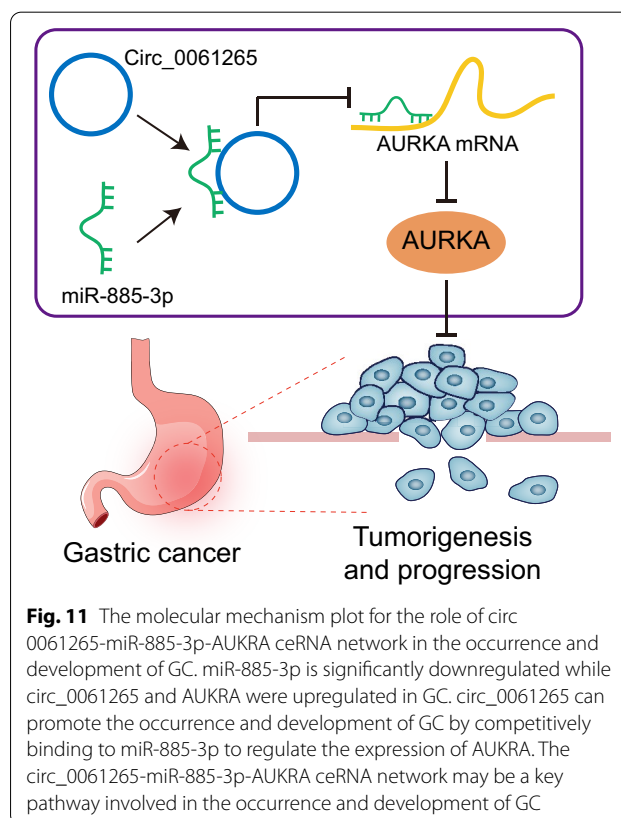 Circ_0061265
miR-885-3p
AURKA mRNA
AURKA
Gastric cancer
Tumorigenesis
and progression
Fig. 11 The molecular mechanism plot for the role of circ
0061265-miR-885-3p-AUKRA ceRNA network in the occurrence and
development of GC. miR-885-3p is significantly downregulated while
circ_0061265 and AUKRA were upregulated in GC. circ_0061265 can
promote the occurrence and development of GC by competitively
binding to miR-885-3p to regulate the expression of AUKRA. The
circ_0061265-miR-885-3p-AUKRA ceRNA network may be a key
pathway involved in the occurrence and development of GC